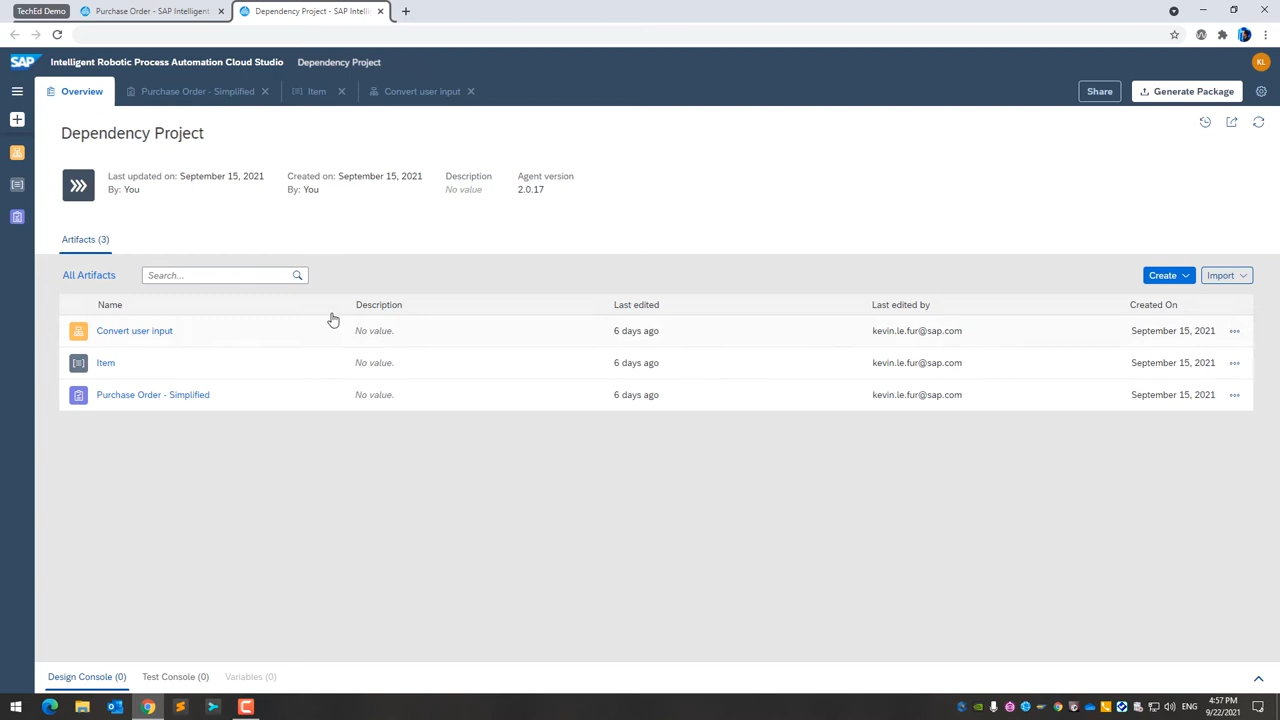 TechEd Demo
Purchase Order - SAP Intelligent
Dependency Project - SAP Intelli
SAP Intelligent Robotic Process Automation Cloud Studio Dependency Project
KL
Overview
Purchase Order - Simplified
Item
Convert user input
Share
Generate Package
Dependency Project
Last updated on: September 15, 2021
By: You
Created on: September 15, 2021
By: You
Description
No value
Agent version
2.0.17
Artifacts (3)
All Artifacts
Search...
Create
Import
Name Description Last edited Last edited by Created On
Convert user input No value. 6 days ago kevin.le.fur@sap.com September 15, 2021
Item No value. 6 days ago kevin.le.fur@sap.com September 15, 2021
Purchase Order - Simplified No value. 6 days ago kevin.le.fur@sap.com September 15, 2021
Design Console (0) Test Console (0) Variables (0)
ENG
4:57 PM
9/22/2021